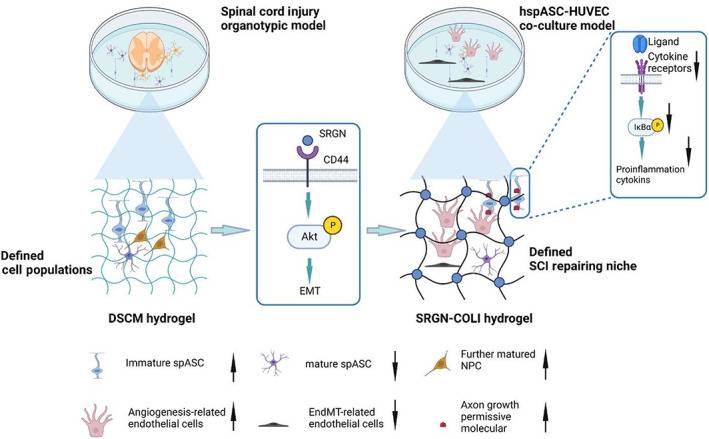 Spinal cord injury
organotypic model
hspASC-HUVEC
co-culture model
Ligand
Cytokine
receptors
IκBα
P
Proinflammation
cytokins
SRGN
CD44
Akt
P
EMT
Defined
cell populations
Defined
SCI repairing niche
DSCM hydrogel
SRGN-COLI hydrogel
Immature spASC
mature spASC
Further matured
NPC
Angiogenesis-related
endothelial cells
EndMT-related
endothelial cells
Axon growth
permissive
molecular